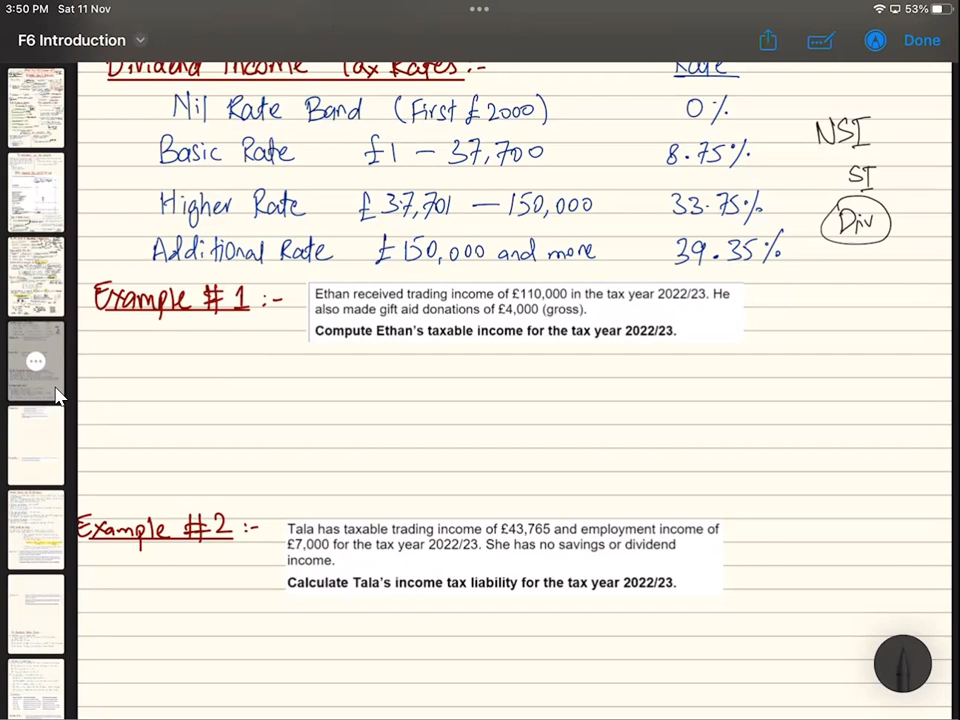 3:50 PM Sat 11 Nov
53%
F6 Introduction
Done
Dividend Income Tax Rates :-
Rate
Nil Rate Band (First £2000) 0%
Basic Rate £1 - 37,700 8.75%
Higher Rate £37,701 - 150,000 33.75%
Additional Rate £150,000 and more 39.35%
NSI
SI
Div
Example # 1 :-
Ethan received trading income of £110,000 in the tax year 2022/23. He
also made gift aid donations of £4,000 (gross).
Compute Ethan's taxable income for the tax year 2022/23.
Example #2 :-
Tala has taxable trading income of £43,765 and employment income of
£7,000 for the tax year 2022/23. She has no savings or dividend
income.
Calculate Tala's income tax liability for the tax year 2022/23.